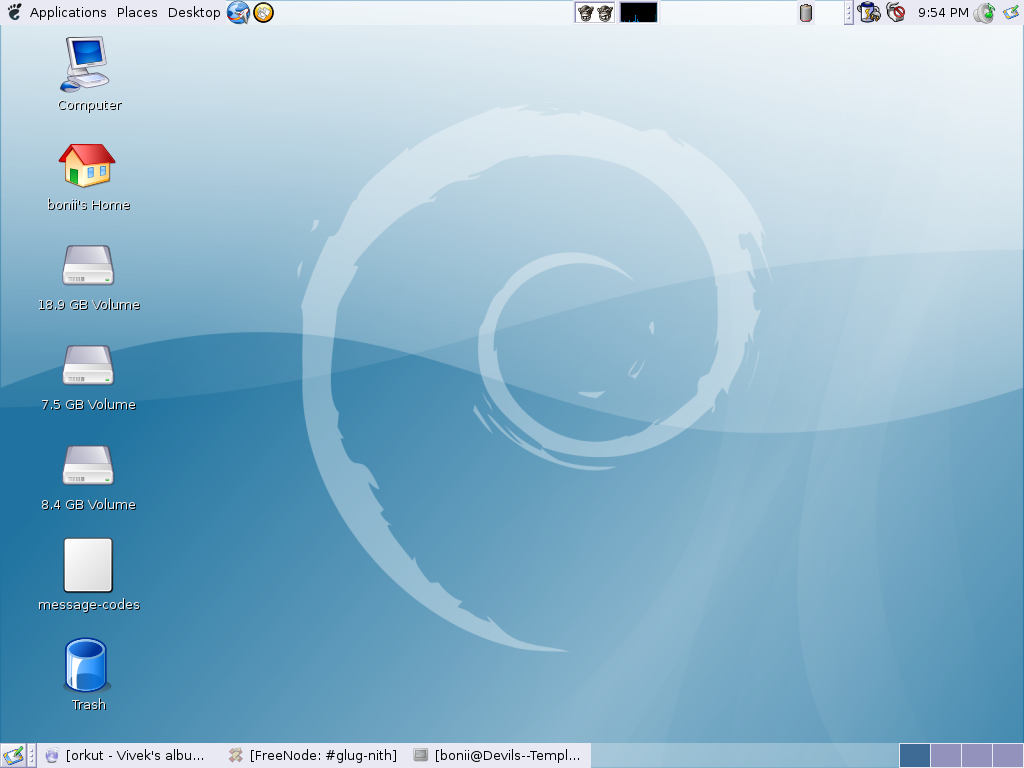 Applications Places Desktop 9:54 PM
Computer
bonii's Home
18.9 GB Volume
7.5 GB Volume
8.4 GB Volume
message-codes
Trash
[orkut - Vivek's albu... [FreeNode: #glug-nith] [bonii@Devils--Templ...